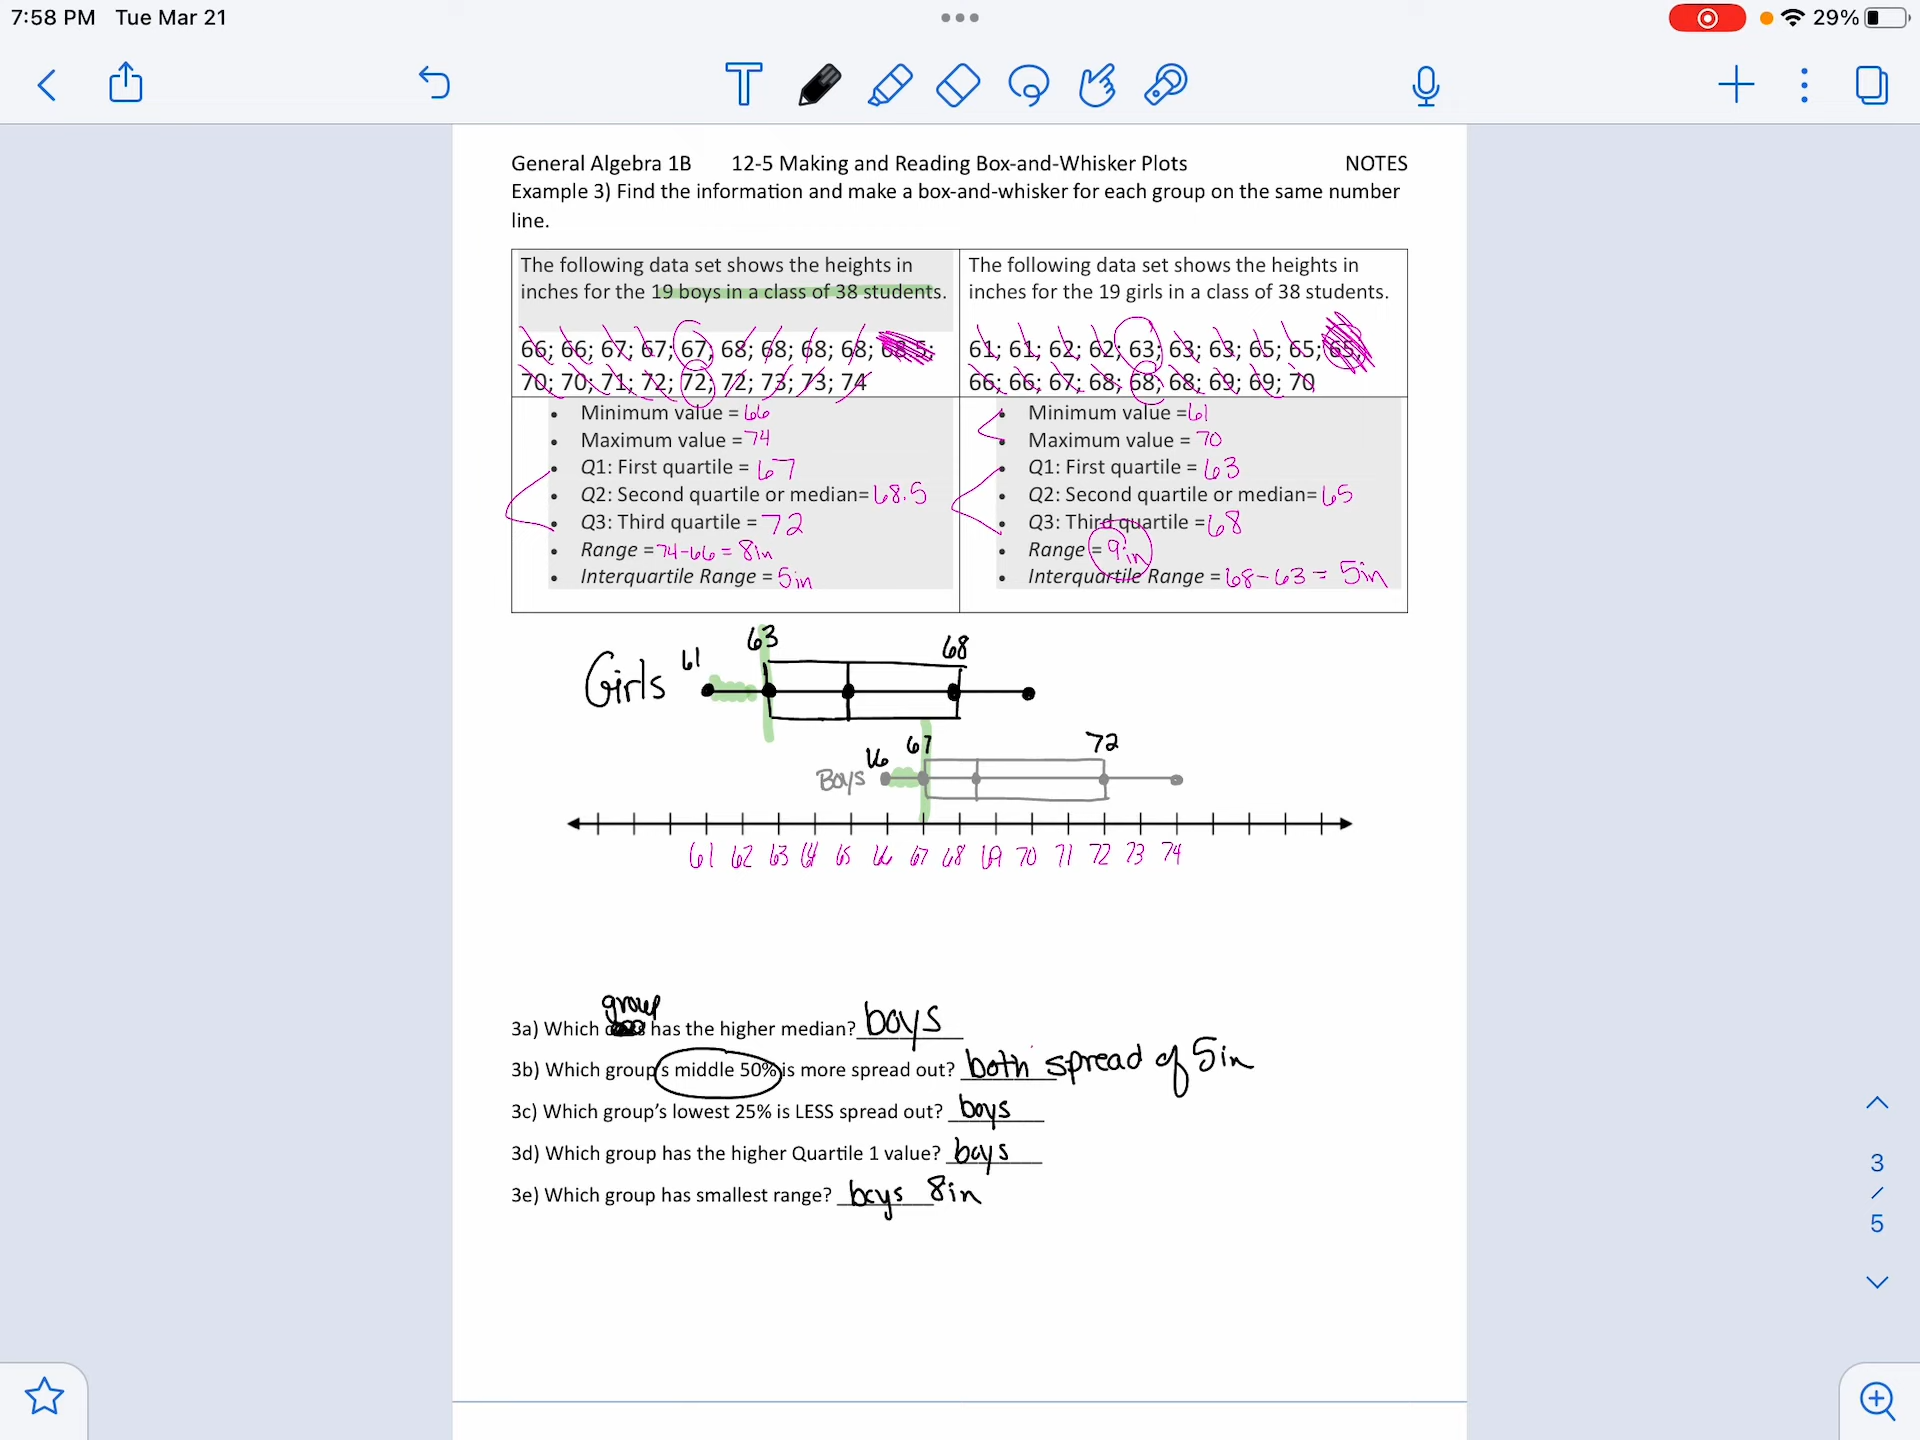 7:58 PM Tue Mar 21
29%
General Algebra 1B 12-5 Making and Reading Box-and-Whisker Plots NOTES
Example 3) Find the information and make a box-and-whisker for each group on the same number
line.
The following data set shows the heights in
inches for the 19 boys in a class of 38 students.
66; 66; 67; 67; 67; 68; 68; 68; 68; 68.5;
70; 70; 71; 72; 72; 72; 73; 73; 74
The following data set shows the heights in
inches for the 19 girls in a class of 38 students.
61; 61; 62; 62; 63; 63; 63; 65; 65; 65;
66; 66; 67; 68; 68; 68; 69; 69; 70
• Minimum value = 66
• Maximum value = 74
• Q1: First quartile = 67
• Q2: Second quartile or median= 68.5
• Q3: Third quartile = 72
• Range = 74-66 = 8in
• Interquartile Range = 5in
• Minimum value =61
• Maximum value = 70
• Q1: First quartile = 63
• Q2: Second quartile or median= 65
• Q3: Third quartile =68
• Range = 9in
• Interquartile Range = 68-63 = 5in
63 68
Girls 61
67 72
Boys 66
61 62 63 64 65 66 67 68 69 70 71 72 73 74
group
3a) Which has the higher median? boys
3b) Which group's middle 50% is more spread out? both spread of 5in
3c) Which group's lowest 25% is LESS spread out? boys
3d) Which group has the higher Quartile 1 value? boys
3e) Which group has smallest range? boys 8in
3
/
5